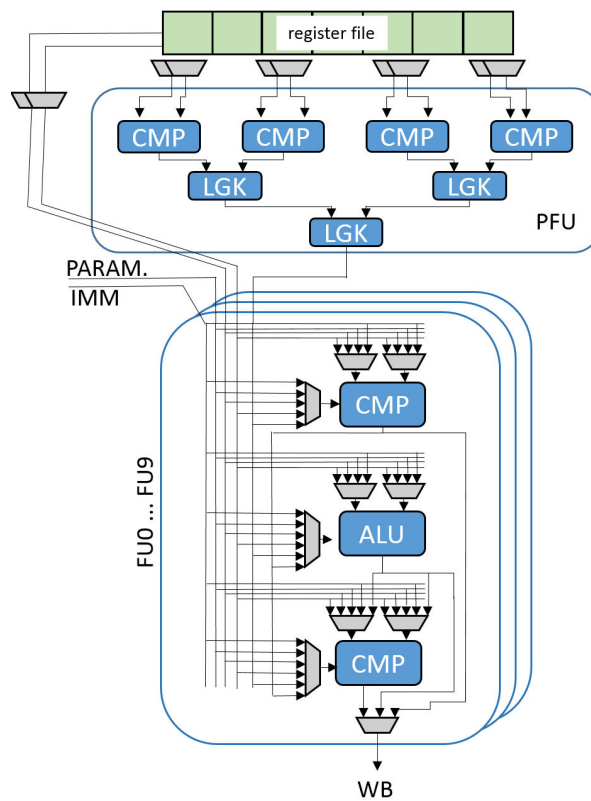 register file
CMP
CMP
CMP
CMP
LGK
LGK
LGK
PFU
PARAM.
IMM
FU0 ... FU9
CMP
ALU
CMP
WB